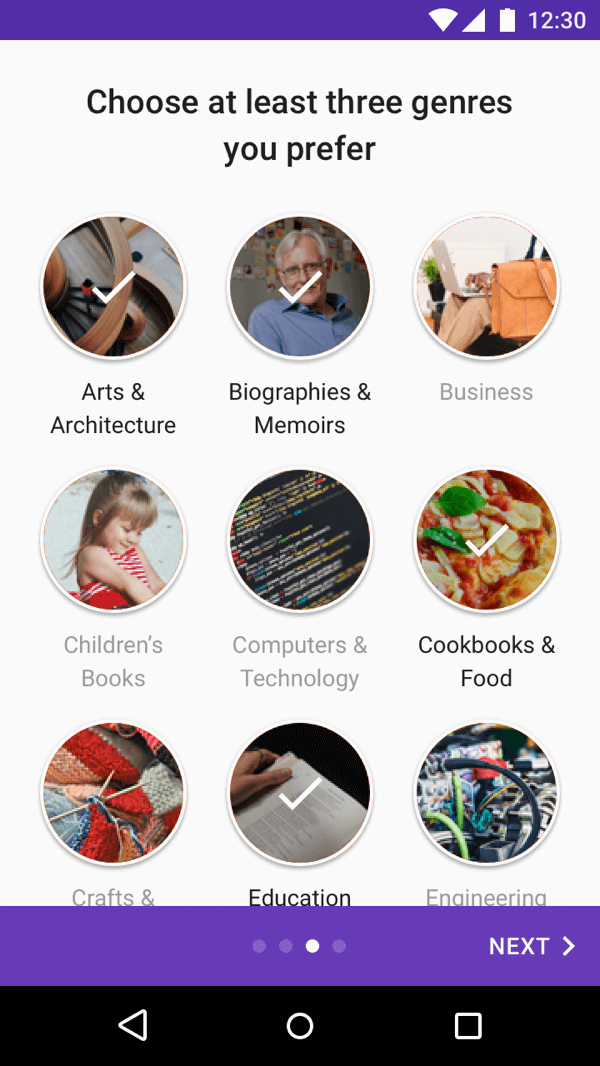 12:30
Choose at least three genres
you prefer
Arts &
Architecture
Biographies &
Memoirs
Business
Children’s
Books
Computers &
Technology
Cookbooks &
Food
Crafts &
Education
Engineering
NEXT